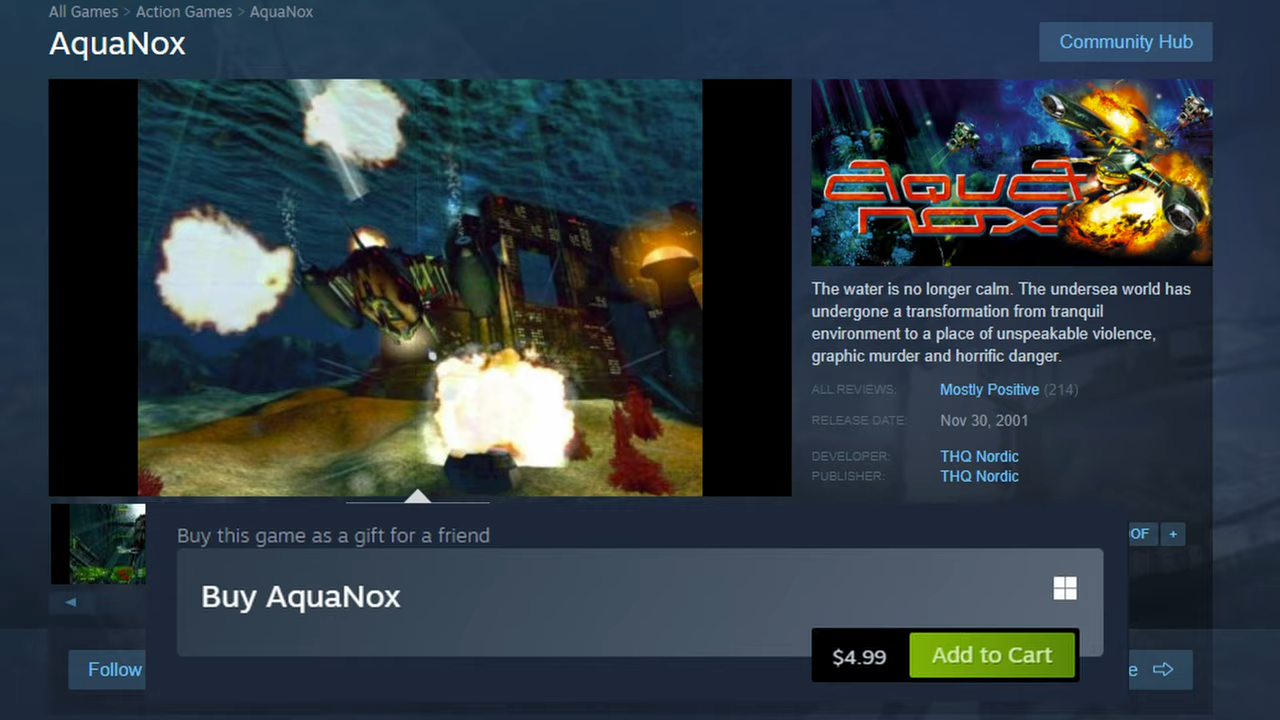 All Games > Action Games > AquaNox
AquaNox
Community Hub
AQUA
NOX
The water is no longer calm. The undersea world has
undergone a transformation from tranquil
environment to a place of unspeakable violence,
graphic murder and horrific danger.
ALL REVIEWS: Mostly Positive (214)
RELEASE DATE: Nov 30, 2001
DEVELOPER: THQ Nordic
PUBLISHER: THQ Nordic
OF +
Buy this game as a gift for a friend
Buy AquaNox
$4.99 Add to Cart
Follow
e